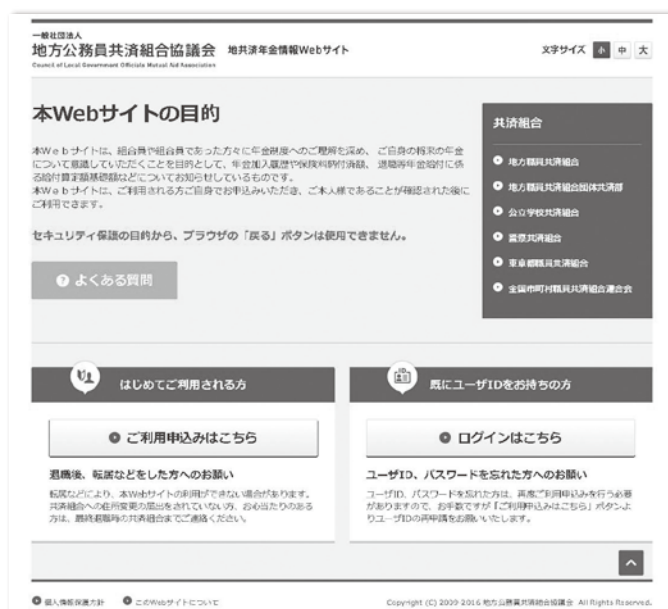 一般社団法人
地方公務員共済組合協議会 地共済年金情報Webサイト
Council of Local Government Officials Mutual Aid Association
文字サイズ 小 中 大
本Webサイトの目的
本Ｗｅｂサイトは、組合員や組合員であった方々に年金制度へのご理解を深め、ご自身の将来の年金
について意識していただくことを目的として、年金加入履歴や保険料納付済額、退職等年金給付に係
る給付算定基礎額などについてお知らせしているものです。
本Ｗｅｂサイトは、ご利用される方ご自身でお申込みいただき、ご本人様であることが確認された後に
ご利用できます。
セキュリティ保護の目的から、ブラウザの「戻る」ボタンは使用できません。
よくある質問
共済組合
地方職員共済組合
地方職員共済組合団体共済部
公立学校共済組合
警察共済組合
東京都職員共済組合
全国市町村職員共済組合連合会
はじめてご利用される方
ご利用申込みはこちら
退職後、転居などをした方へのお願い
転居などにより、本Webサイトの利用ができない場合があります。
共済組合への住所変更の届出をされていない方、お心当たりのある
方は、最終退職時の共済組合までご連絡ください。
既にユーザIDをお持ちの方
ログインはこちら
ユーザID、パスワードを忘れた方へのお願い
ユーザID、パスワードを忘れた方は、再度ご利用申込みを行う必要
がありますので、お手数ですが「ご利用申込みはこちら」ボタンよ
りユーザIDの再申請をお願いいたします。
個人情報保護方針 このWebサイトについて
Copyright (C) 2009-2016 地方公務員共済組合協議会 All Rights Reserved.